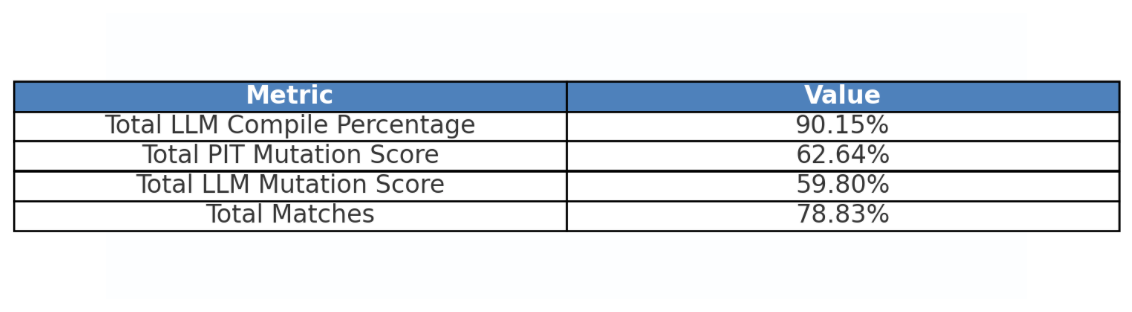 Metric Value
Total LLM Compile Percentage 90.15%
Total PIT Mutation Score 62.64%
Total LLM Mutation Score 59.80%
Total Matches 78.83%